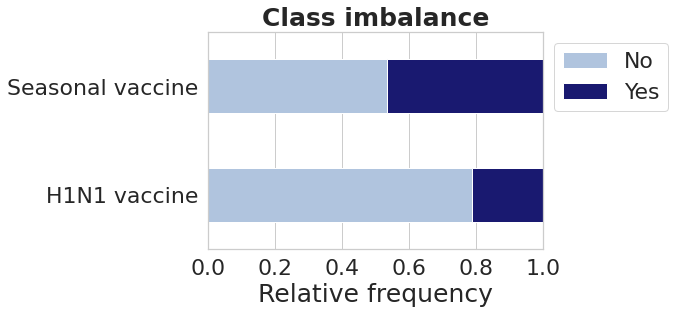 Class imbalance
Seasonal vaccine
H1N1 vaccine
No
Yes
0.0 0.2 0.4 0.6 0.8 1.0
Relative frequency